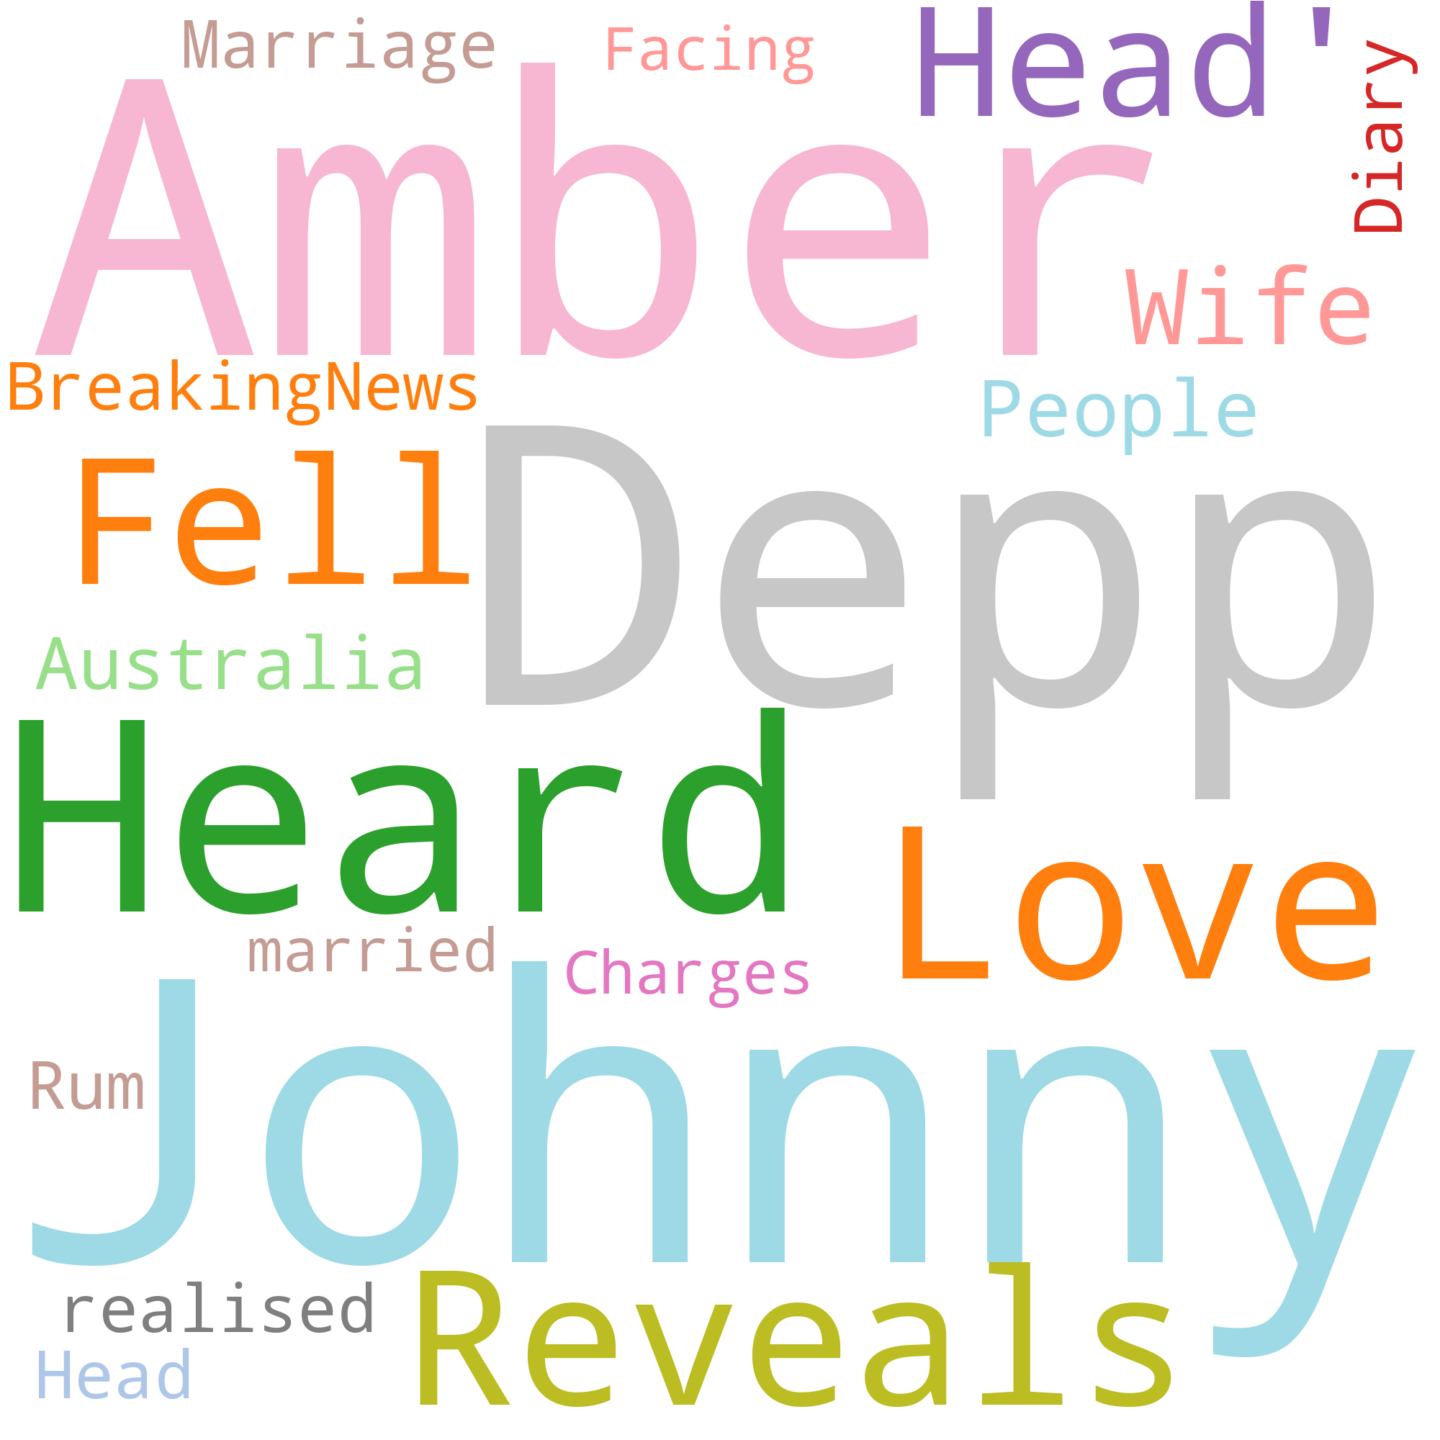 Marriage
Facing
Head'
Diary
Amber
Wife
BreakingNews
People
Fell
Depp
Australia
Heard
Love
married
Charges
Johnny
Rum
realised
Reveals
Head